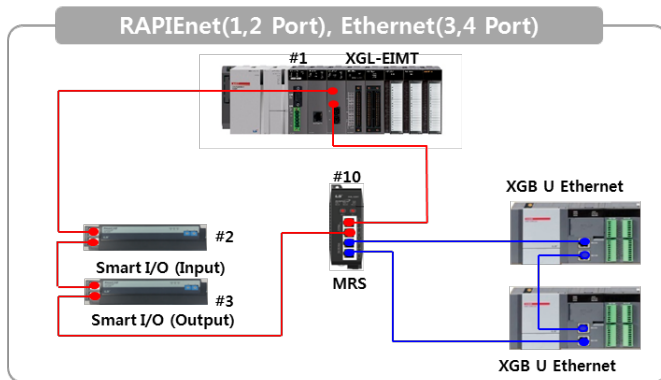 RAPIEnet(1,2 Port), Ethernet(3,4 Port)
#1 XGL-EIMT
#10
XGB U Ethernet
#2
Smart I/O (Input)
MRS
#3
Smart I/O (Output)
XGB U Ethernet